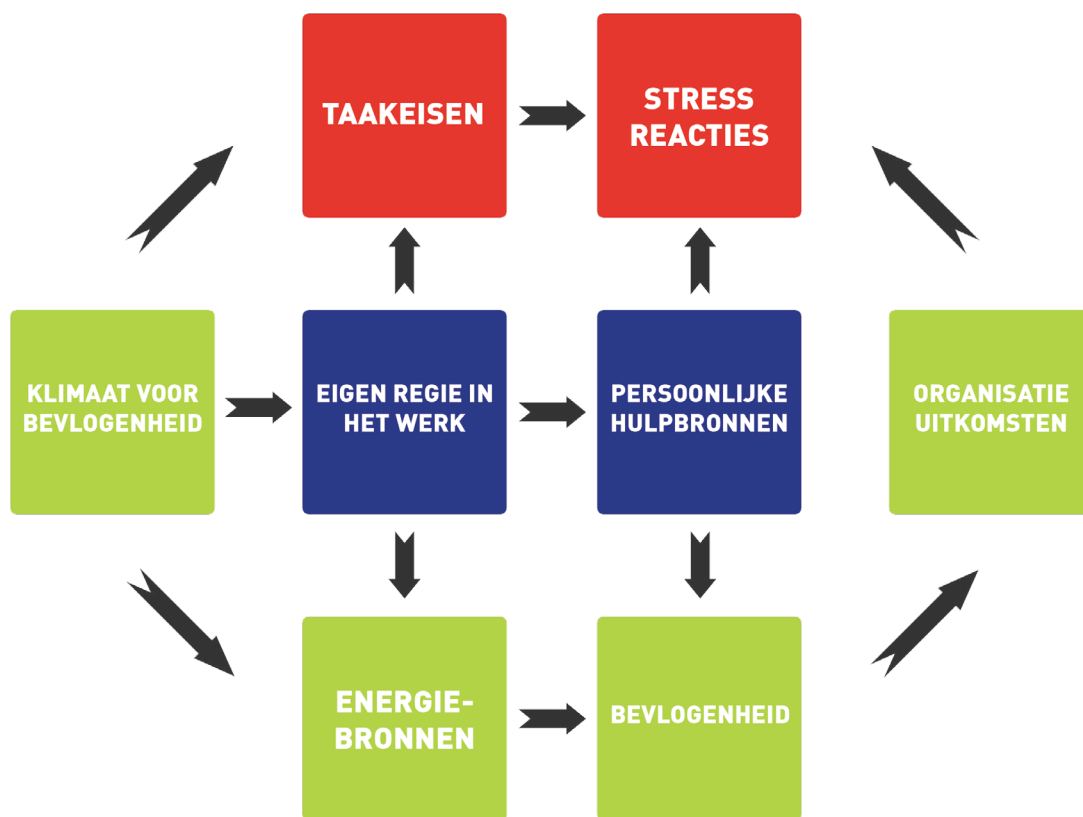 TAAKEISEN
STRESS
REACTIES
KLIMAAT VOOR
BEVLOGENHEID
EIGEN REGIE IN
HET WERK
PERSOONLIJKE
HULPBRONNEN
ORGANISATIE
UITKOMSTEN
ENERGIE-
BRONNEN
BEVLOGENHEID